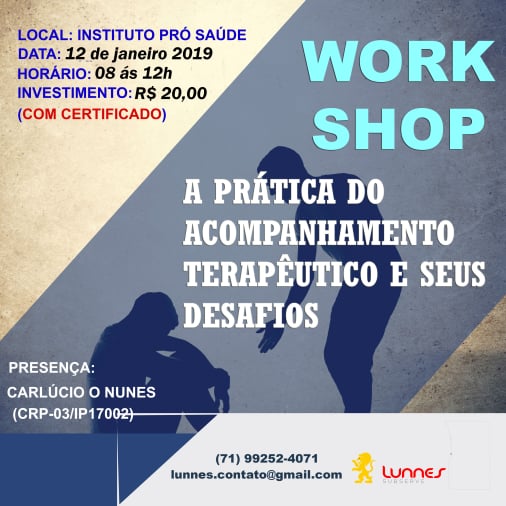 LOCAL: INSTITUTO PRÓ SAÚDE
DATA: 12 de janeiro 2019
HORÁRIO: 08 ás 12h
INVESTIMENTO: R$ 20,00
(COM CERTIFICADO)
WORK
SHOP
A PRÁTICA DO
ACOMPANHAMENTO
TERAPÊUTICO E SEUS
DESAFIOS
PRESENÇA:
CARLÚCIO O NUNES
(CRP-03/IP17002)
(71) 99252-4071
lunnes.contato@gmail.com
LUNNES
SUBSERVE